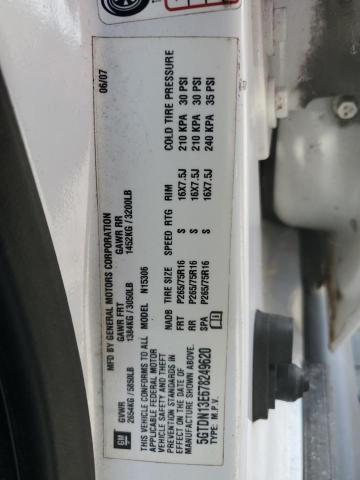 MFD BY GENERAL MOTORS CORPORATION 06/07
GM GVWR GAWR FRT GAWR RR
2654KG / 5850LB 1384KG / 3050LB 1452KG / 3200LB
THIS VEHICLE CONFORMS TO ALL
APPLICABLE FEDERAL MOTOR
VEHICLE SAFETY AND THEFT
PREVENTION STANDARDS IN
EFFECT ON THE DATE OF
MANUFACTURE SHOWN ABOVE.
5GTDN13E678249620
TYPE: M.P.V.
MODEL: N15306
NADB TIRE SIZE SPEED RTG RIM COLD TIRE PRESSURE
FRT P265/75R16 S 16X7.5J 210 KPA 30 PSI
RR P265/75R16 S 16X7.5J 210 KPA 30 PSI
SPA P265/75R16 S 16X7.5J 240 KPA 35 PSI